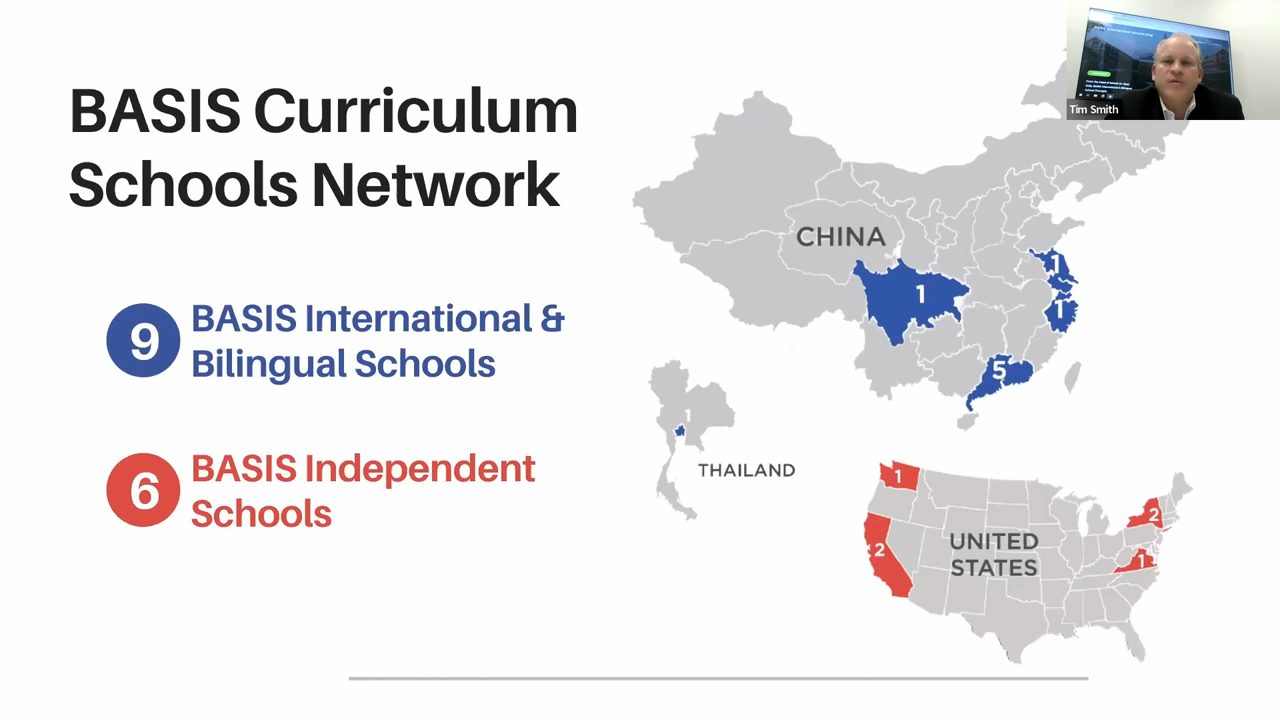 BASIS Curriculum
Schools Network
9
BASIS International &
Bilingual Schools
6
BASIS Independent
Schools
CHINA
1
1
1
5
1
THAILAND
1
2
2
1
UNITED
STATES
Tim Smith